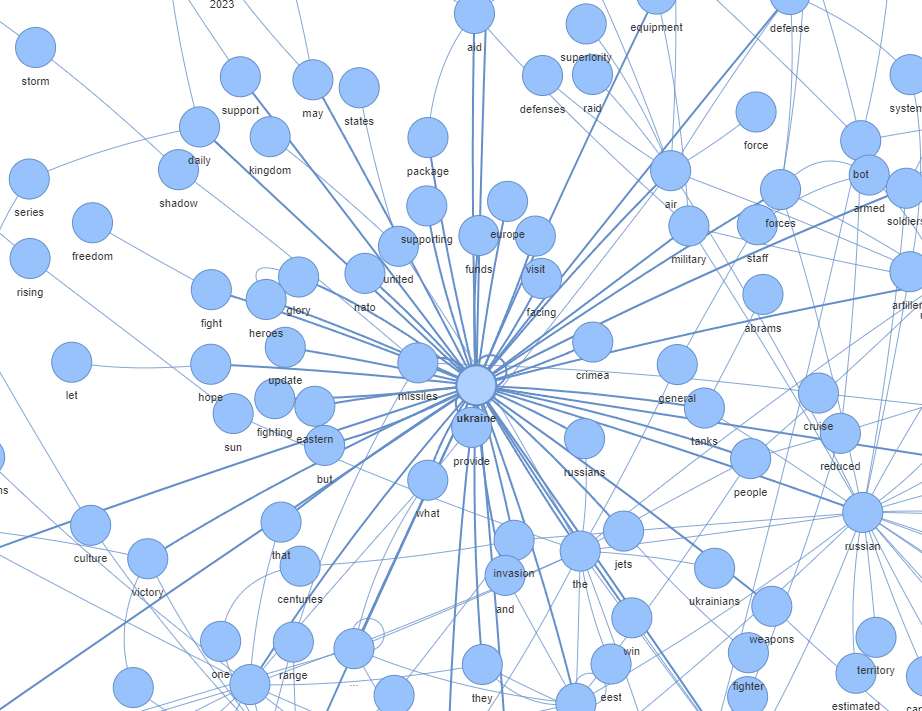 2023
equipment
defense
aid
superiority
storm
support
may
states
defenses
raid
system
force
daily
kingdom
package
shadow
bot
series
air
armed
forces
soldiers
freedom
supporting
europe
military
staff
rising
united
funds
visit
fight
glory
nato
facing
heroes
abrams
update
crimea
let
hope
missiles
general
fighting
eastern
ukraine
cruise
sun
provide
tanks
but
russians
reduced
people
what
culture
that
russian
victory
jets
invasion
the
centuries
and
ukrainians
weapons
one
range
win
...
they
eest
fighter
territory
estimated